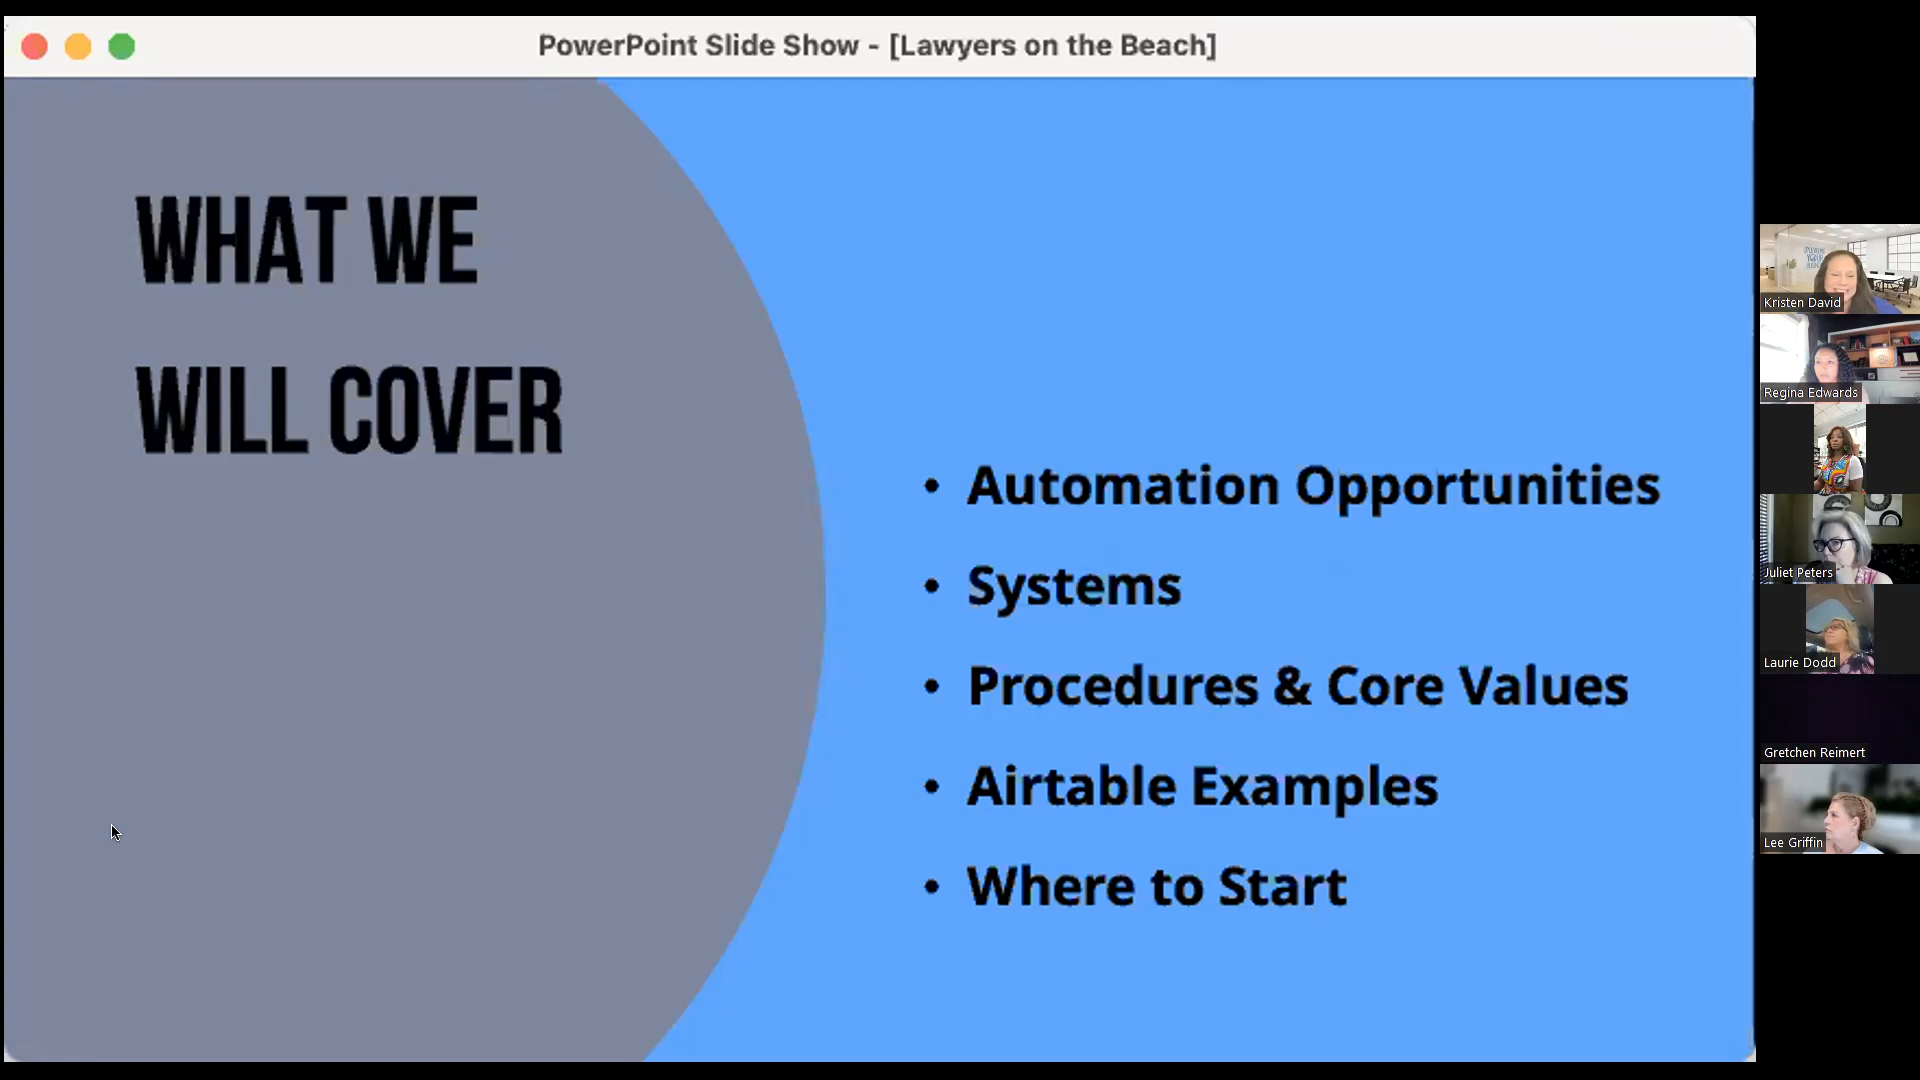 PowerPoint Slide Show - [Lawyers on the Beach]
WHAT WE
WILL COVER
• Automation Opportunities
• Systems
• Procedures & Core Values
• Airtable Examples
• Where to Start
Kristen David
Regina Edwards
Juliet Peters
Laurie Dodd
Gretchen Reimert
Lee Griffin